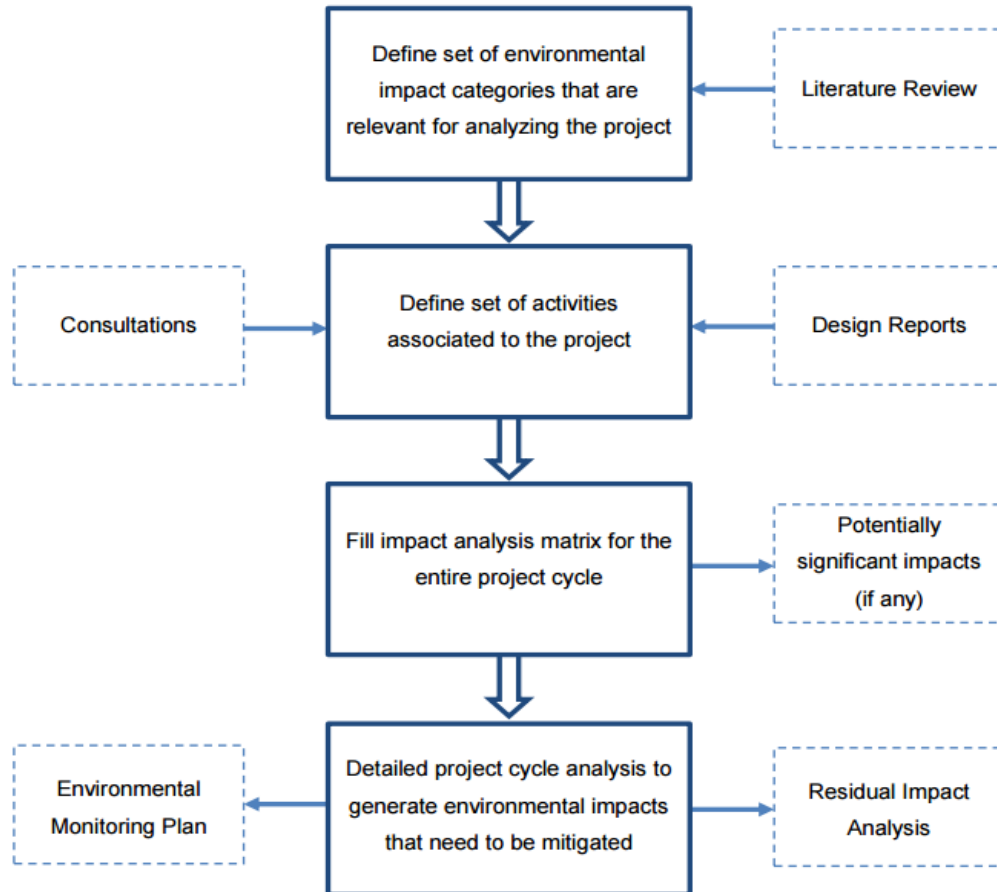 Define set of environmental
impact categories that are
relevant for analyzing the project
Literature Review
Consultations
Define set of activities
associated to the project
Design Reports
Fill impact analysis matrix for the
entire project cycle
Potentially
significant impacts
(if any)
Environmental
Monitoring Plan
Detailed project cycle analysis to
generate environmental impacts
that need to be mitigated
Residual Impact
Analysis